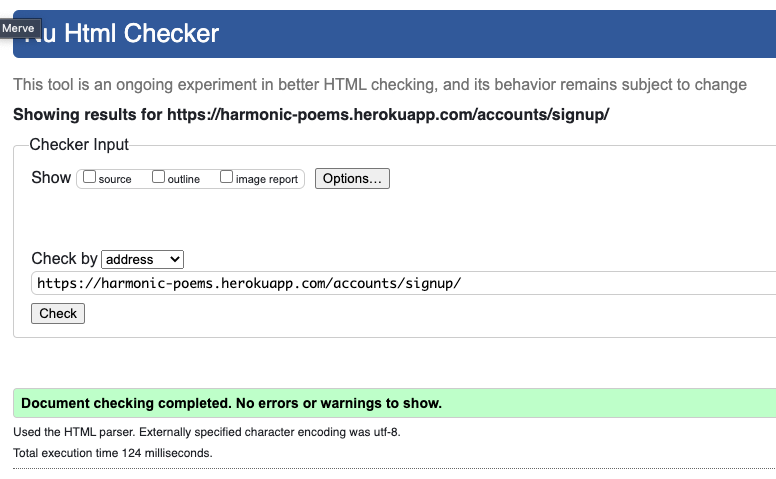 Merve
Nu Html Checker
This tool is an ongoing experiment in better HTML checking, and its behavior remains subject to change
Showing results for https://harmonic-poems.herokuapp.com/accounts/signup/
Checker Input
Show source outline image report Options...
Check by address
https://harmonic-poems.herokuapp.com/accounts/signup/
Check
Document checking completed. No errors or warnings to show.
Used the HTML parser. Externally specified character encoding was utf-8.
Total execution time 124 milliseconds.